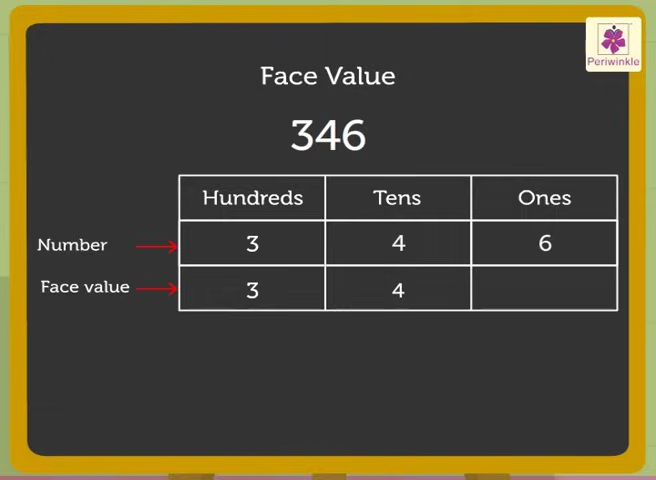 Periwinkle
Face Value
346
Hundreds Tens Ones
Number 3 4 6
Face value 3 4